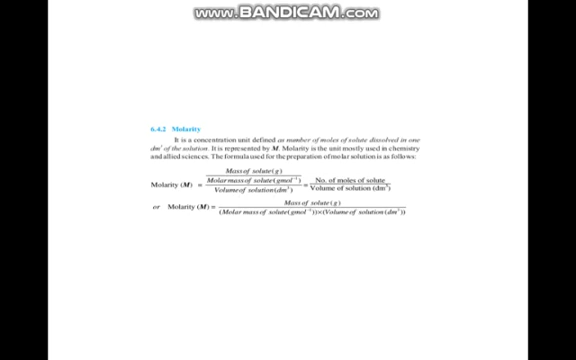 www.BANDICAM.com
6.4.2 Molarity
It is a concentration unit defined as number of moles of solute dissolved in one
dm³ of the solution. It is represented by M. Molarity is the unit mostly used in chemistry
and allied sciences. The formula used for the preparation of molar solution is as follows:
Mass of solute (g)
Molar mass of solute (gmol⁻¹)
No. of moles of solute
Molarity (M) = =
Volume of solution (dm³)
Volume of solution (dm³)
Mass of solute (g)
or Molarity (M) =
(Molar mass of solute (gmol⁻¹))×(Volume of solution (dm³))